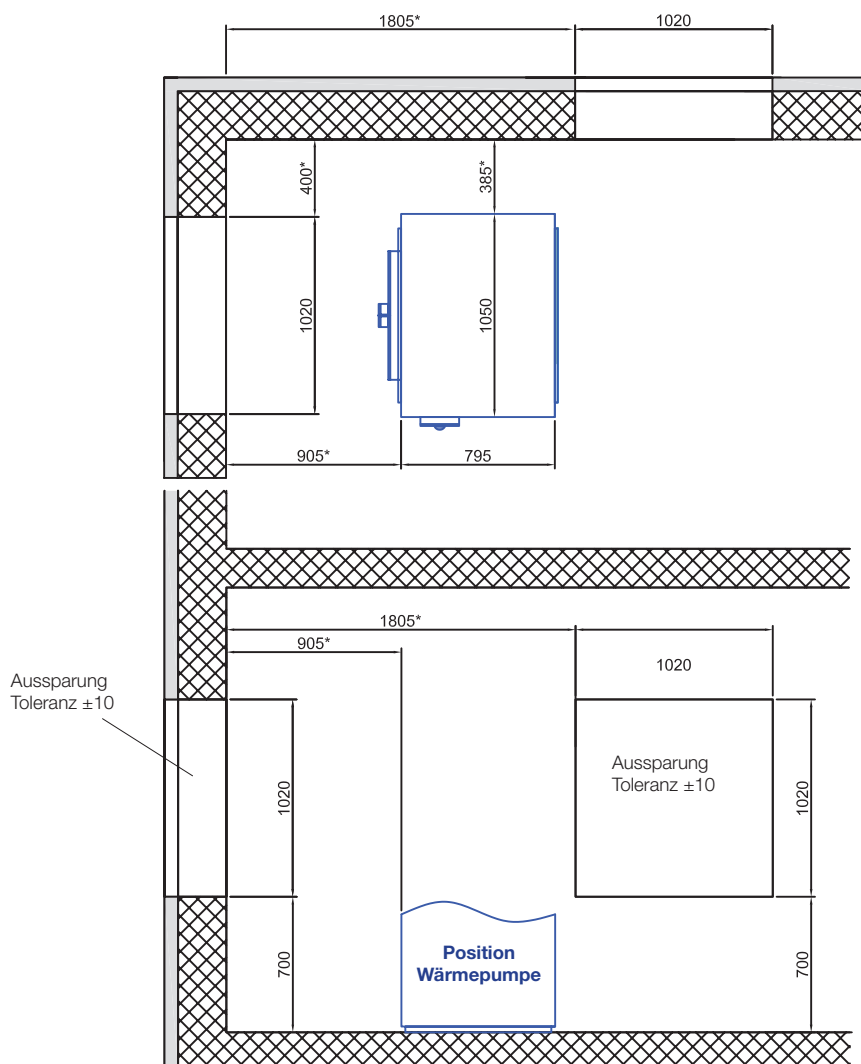 1805*
1020
400*
385*
1020
1050
905*
795
1805*
905*
1020
Aussparung
Toleranz ±10
Aussparung
Toleranz ±10
1020
1020
Position
Wärmepumpe
700
700